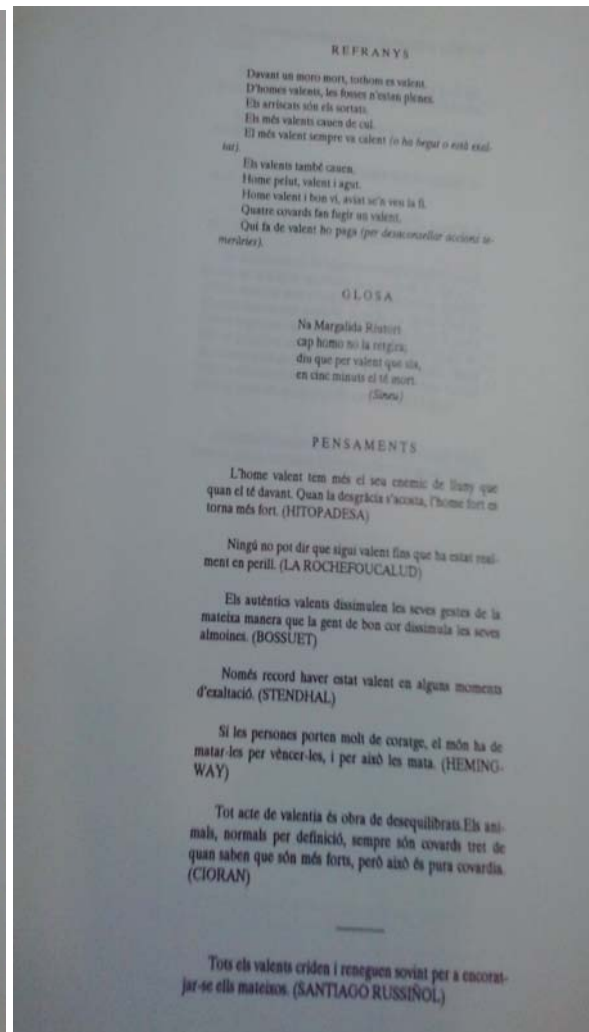 REFRANYS
Davant un moro mort, tothom es valent.
D'homes valents, les fosses n'estan plenes.
Els arriscats són els sortats.
Els més valents cauen de cul.
El més valent sempre va calent (o ha begut o està exal-
tat).
Els valents també cauen.
Home pelut, valent i agut.
Home valent i bon vi, aviat se'n veu la fi.
Quatre covards fan fugir un valent.
Qui fa de valent ho paga (per desaconsellar accions te-
meràries).
GLOSA
Na Margalida Riutort
cap homo no la retgira;
diu que per valent que sia,
en cinc minuts el té mort.
(Sineu)
PENSAMENTS
L'home valent tem més el seu enemic de lluny que
quan el té davant. Quan la desgràcia s'acosta, l'home fort es
torna més fort. (HITOPADESA)
Ningú no pot dir que sigui valent fins que ha estat real-
ment en perill. (LA ROCHEFOUCALUD)
Els autèntics valents dissimulen les seves gestes de la
mateixa manera que la gent de bon cor dissimula les seves
almoines. (BOSSUET)
Només record haver estat valent en alguns moments
d'exaltació. (STENDHAL)
Si les persones porten molt de coratge, el món ha de
matar-les per vèncer-les, i per això les mata. (HEMING-
WAY)
Tot acte de valentia és obra de desequilibrats.Els ani-
mals, normals per definició, sempre són covards tret de
quan saben que són més forts, però això és pura covardia.
(CIORAN)
Tots els valents criden i reneguen sovint per a encorat-
jar-se ells mateixos. (SANTIAGO RUSSIÑOL)